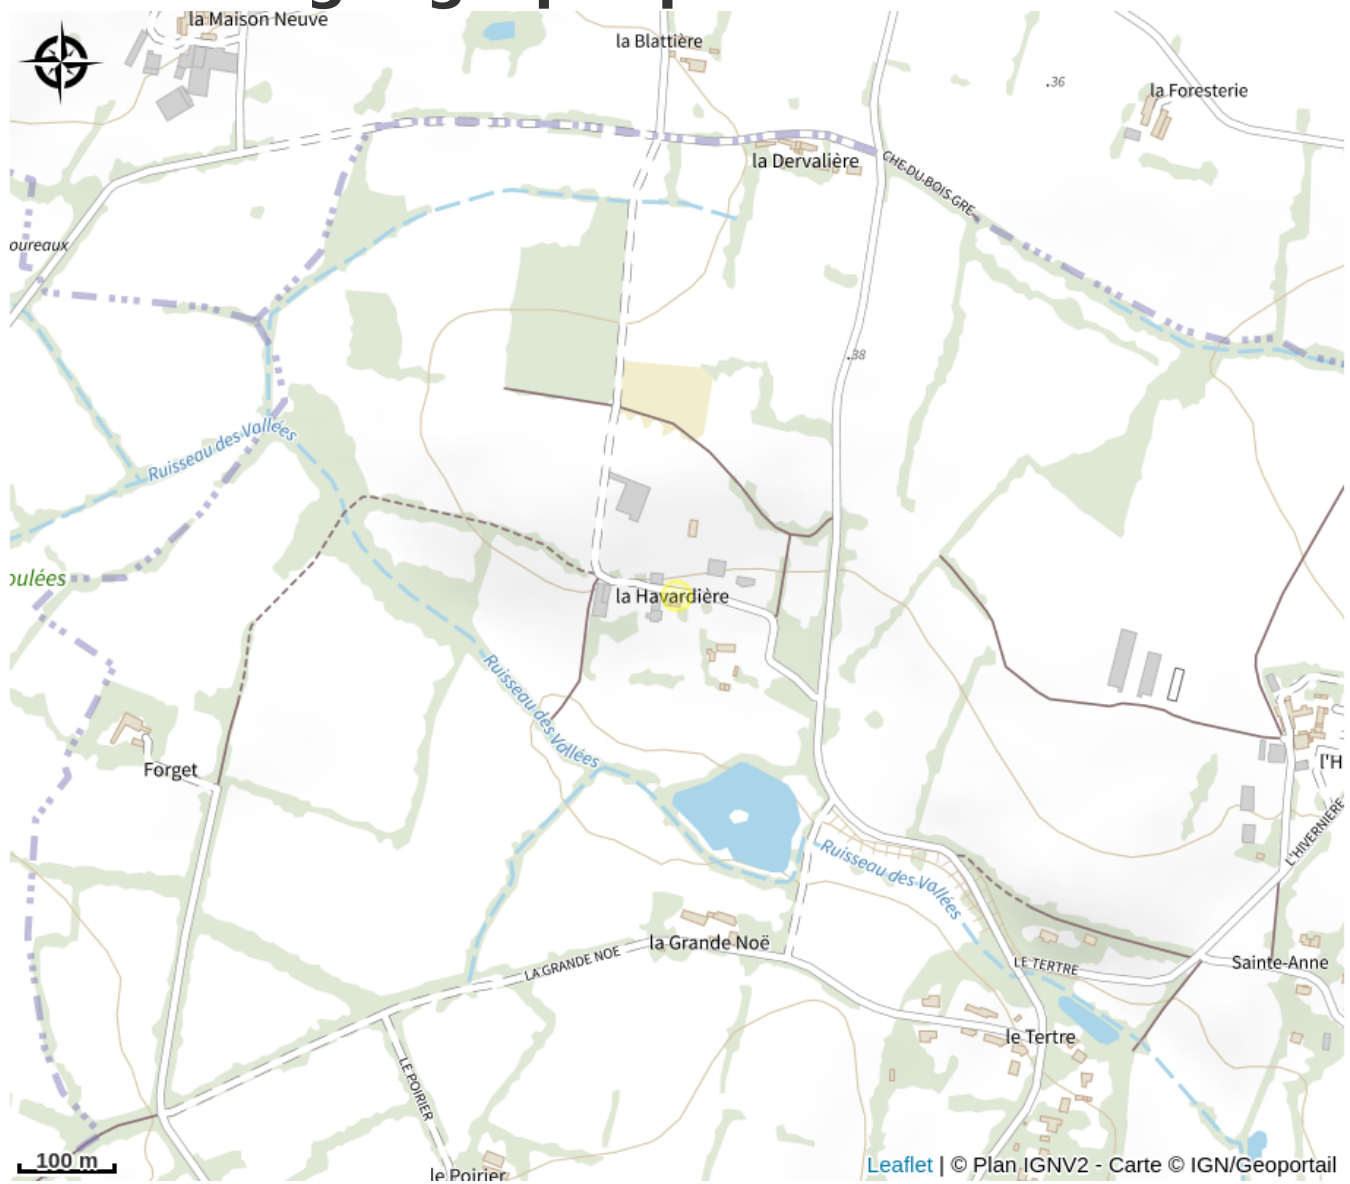 la Maison Neuve
la Blattière
.36
la Foresterie
la Dervalière
CHE-DU-BOIS-GRE
oureaux
.38
Ruisseau des Vallées
oulées
la Havardière
Ruisseau des Vallées
Forget
l'H
L'HIVERNIERE
Ruisseau des Vallées
la Grande Noë
LA GRANDE NOE
LE TERTRE
Sainte-Anne
le Tertre
LE POIRIER
le Poirier
100 m
Leaflet | © Plan IGNV2 - Carte © IGN/Geoportail